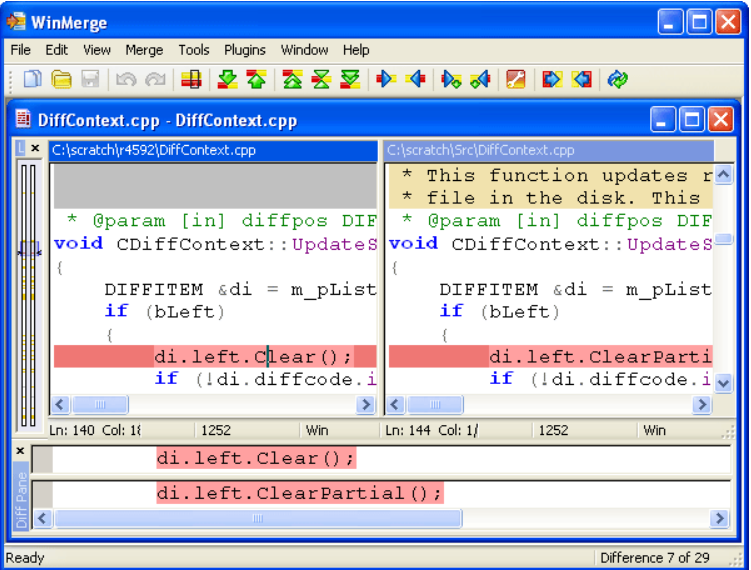 WinMerge
File Edit View Merge Tools Plugins Window Help
DiffContext.cpp - DiffContext.cpp
L C:\scratch\r4592\DiffContext.cpp C:\scratch\Src\DiffContext.cpp
* This function updates r
* file in the disk. This
* @param [in] diffpos DIF * @param [in] diffpos DIF
void CDiffContext::UpdateS void CDiffContext::UpdateS
{ {
DIFFITEM &di = m_pList DIFFITEM &di = m_pList
if (bLeft) if (bLeft)
{ {
di.left.Clear(); di.left.ClearParti
if (!di.diffcode.i if (!di.diffcode.i
Ln: 140 Col: 1252 Win Ln: 144 Col: 1252 Win
di.left.Clear();
Diff Pane
di.left.ClearPartial();
Ready Difference 7 of 29